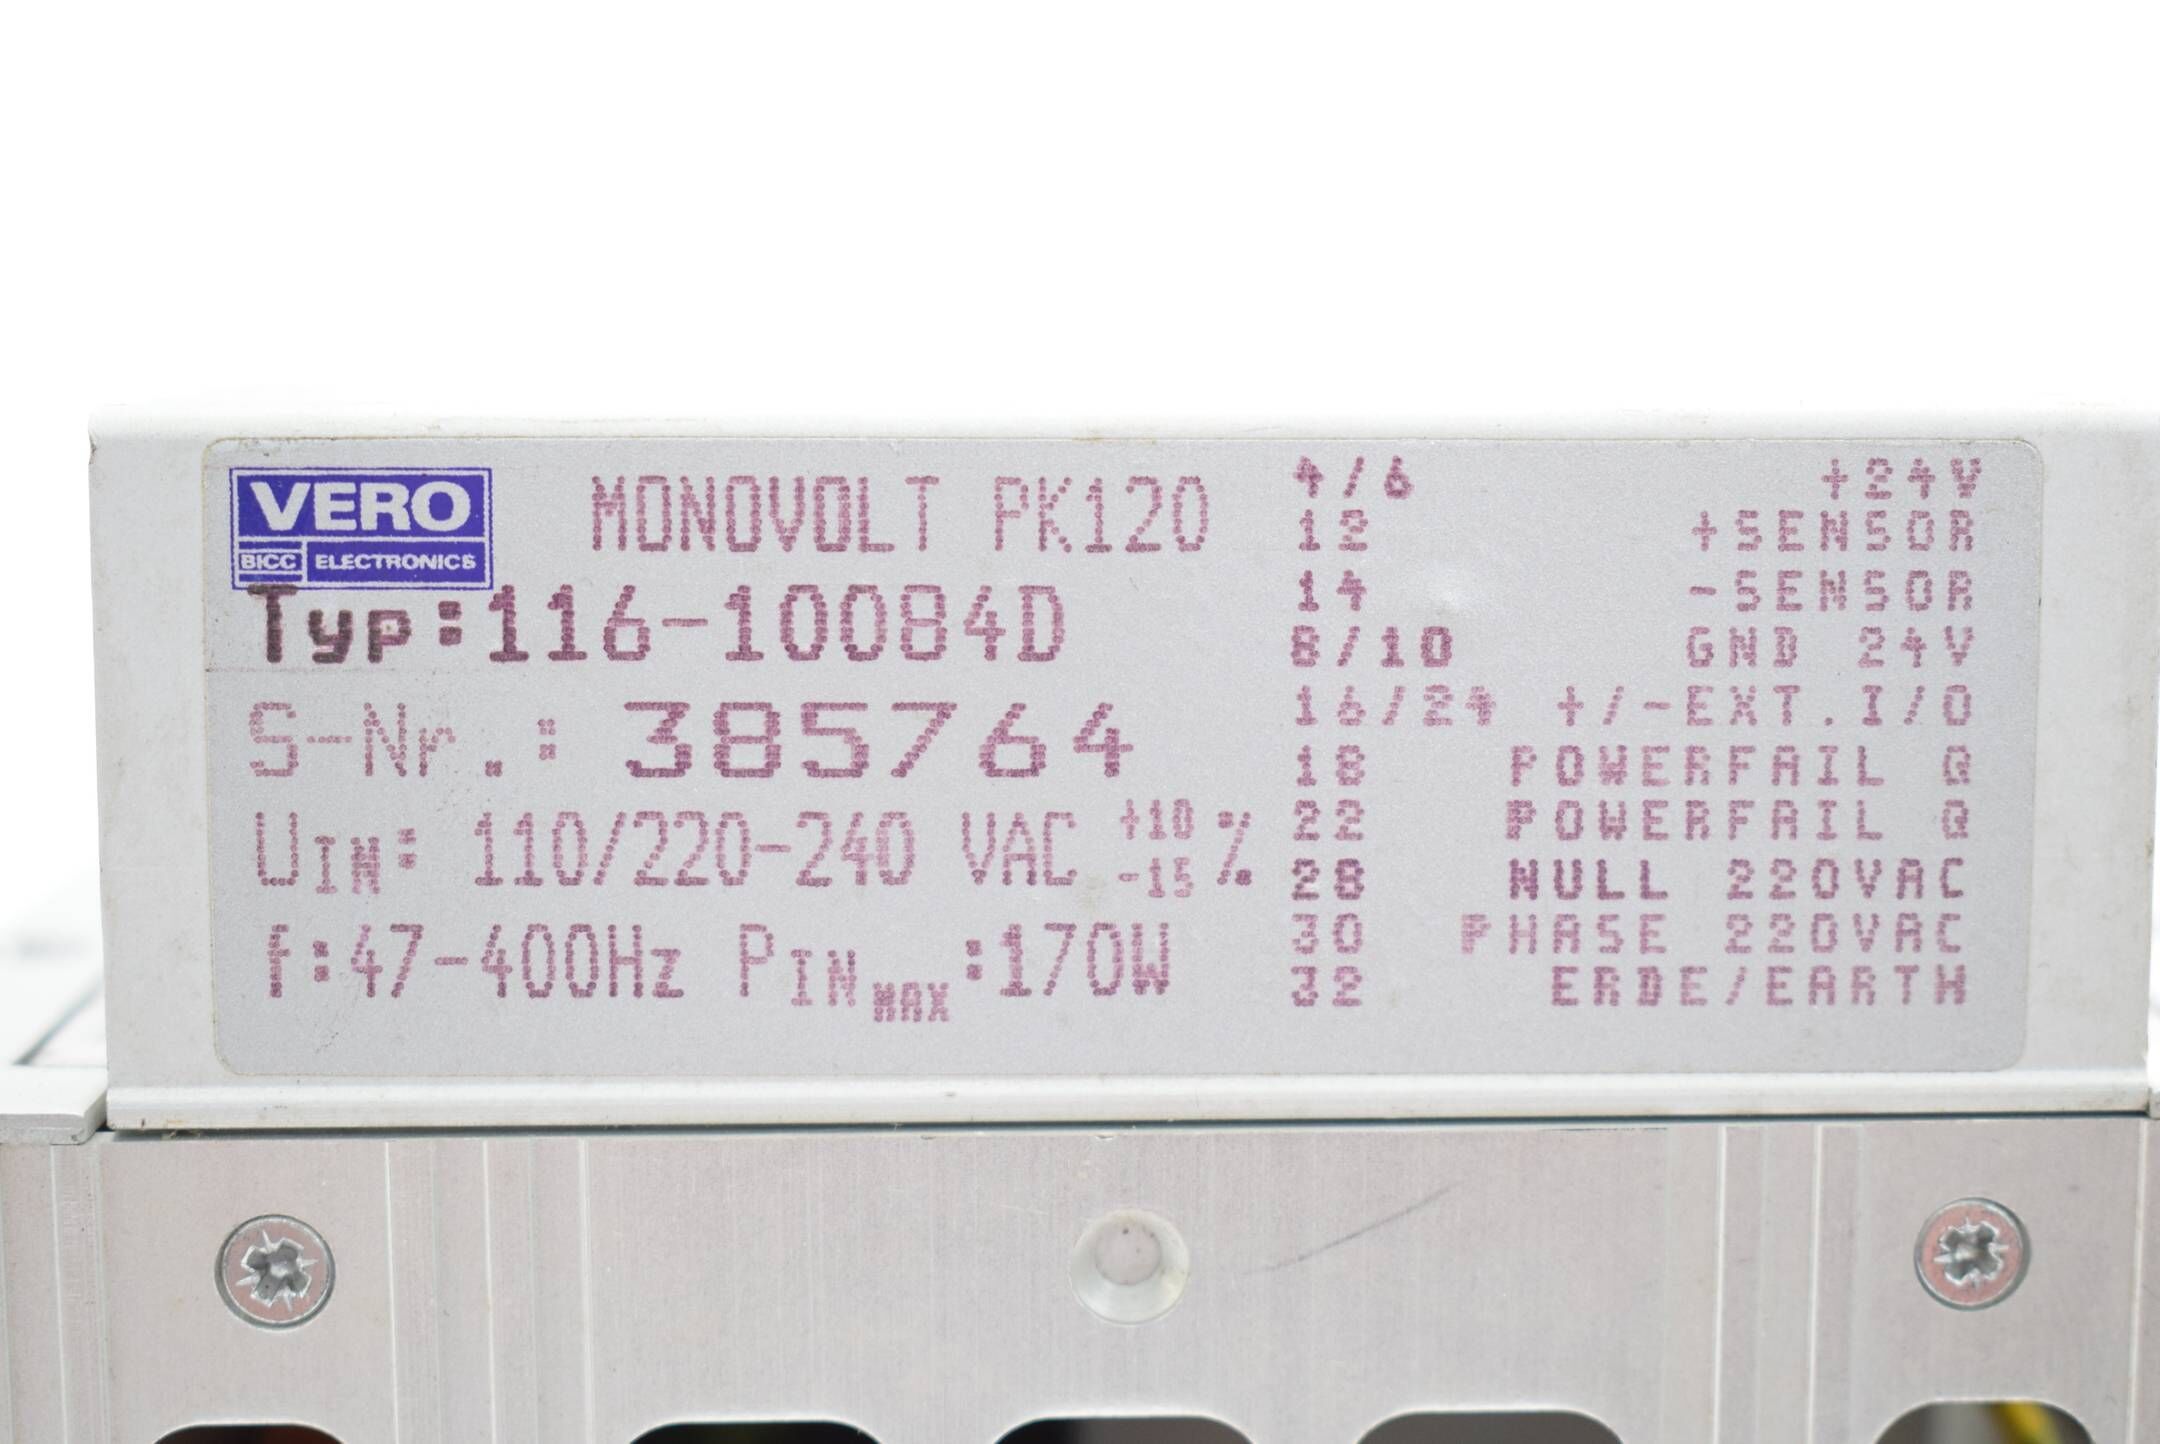 VERO
BICC ELECTRONICS
MONOVOLT PK120
Typ:116-10084D
S-Nr.: 385764
UIN: 110/220-240 VAC +10 -15 %
f:47-400Hz PINMAX:170W
4/6 +24V
12 +SENSOR
14 -SENSOR
8/10 GND 24V
16/24 +/-EXT.I/O
18 POWERFAIL
22 POWERFAIL
28 NULL 220VAC
30 PHASE 220VAC
32 ERDE/EARTH